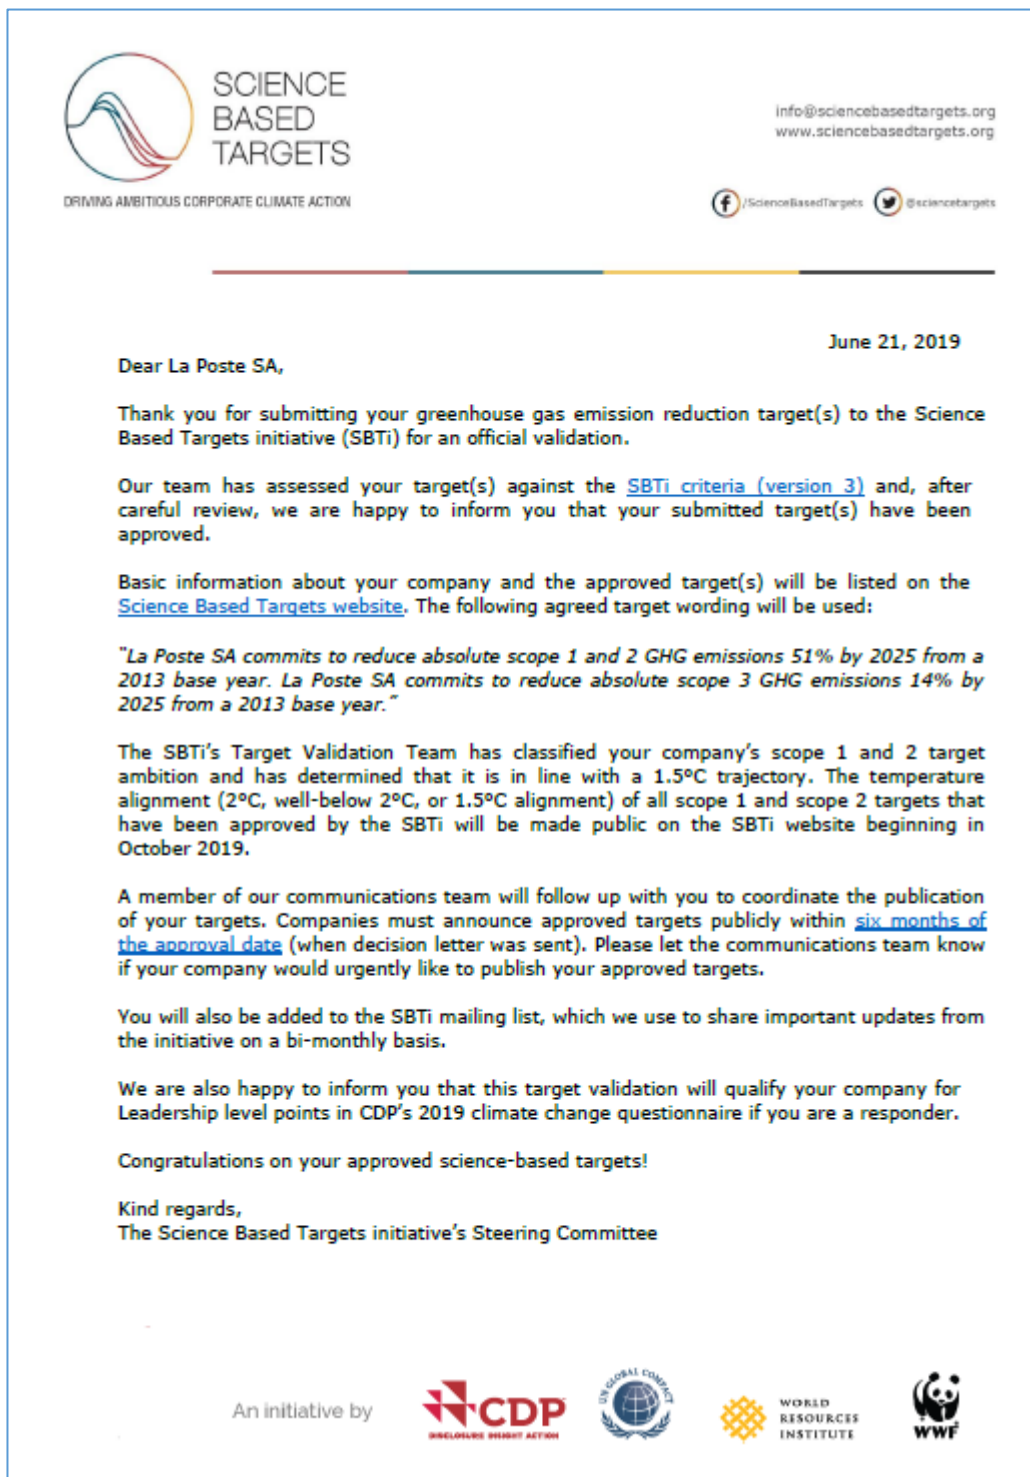 SCIENCE
BASED
TARGETS
DRIVING AMBITIOUS CORPORATE CLIMATE ACTION
info@sciencebasedtargets.org
www.sciencebasedtargets.org
/ScienceBasedTargets @sciencetargets
June 21, 2019
Dear La Poste SA,
Thank you for submitting your greenhouse gas emission reduction target(s) to the Science
Based Targets initiative (SBTi) for an official validation.
Our team has assessed your target(s) against the SBTi criteria (version 3) and, after
careful review, we are happy to inform you that your submitted target(s) have been
approved.
Basic information about your company and the approved target(s) will be listed on the
Science Based Targets website. The following agreed target wording will be used:
"La Poste SA commits to reduce absolute scope 1 and 2 GHG emissions 51% by 2025 from a
2013 base year. La Poste SA commits to reduce absolute scope 3 GHG emissions 14% by
2025 from a 2013 base year."
The SBTi's Target Validation Team has classified your company's scope 1 and 2 target
ambition and has determined that it is in line with a 1.5°C trajectory. The temperature
alignment (2°C, well-below 2°C, or 1.5°C alignment) of all scope 1 and scope 2 targets that
have been approved by the SBTi will be made public on the SBTi website beginning in
October 2019.
A member of our communications team will follow up with you to coordinate the publication
of your targets. Companies must announce approved targets publicly within six months of
the approval date (when decision letter was sent). Please let the communications team know
if your company would urgently like to publish your approved targets.
You will also be added to the SBTi mailing list, which we use to share important updates from
the initiative on a bi-monthly basis.
We are also happy to inform you that this target validation will qualify your company for
Leadership level points in CDP's 2019 climate change questionnaire if you are a responder.
Congratulations on your approved science-based targets!
Kind regards,
The Science Based Targets initiative's Steering Committee
An initiative by
CDP
DISCLOSURE INSIGHT ACTION
UN GLOBAL COMPACT
WORLD
RESOURCES
INSTITUTE
WWF